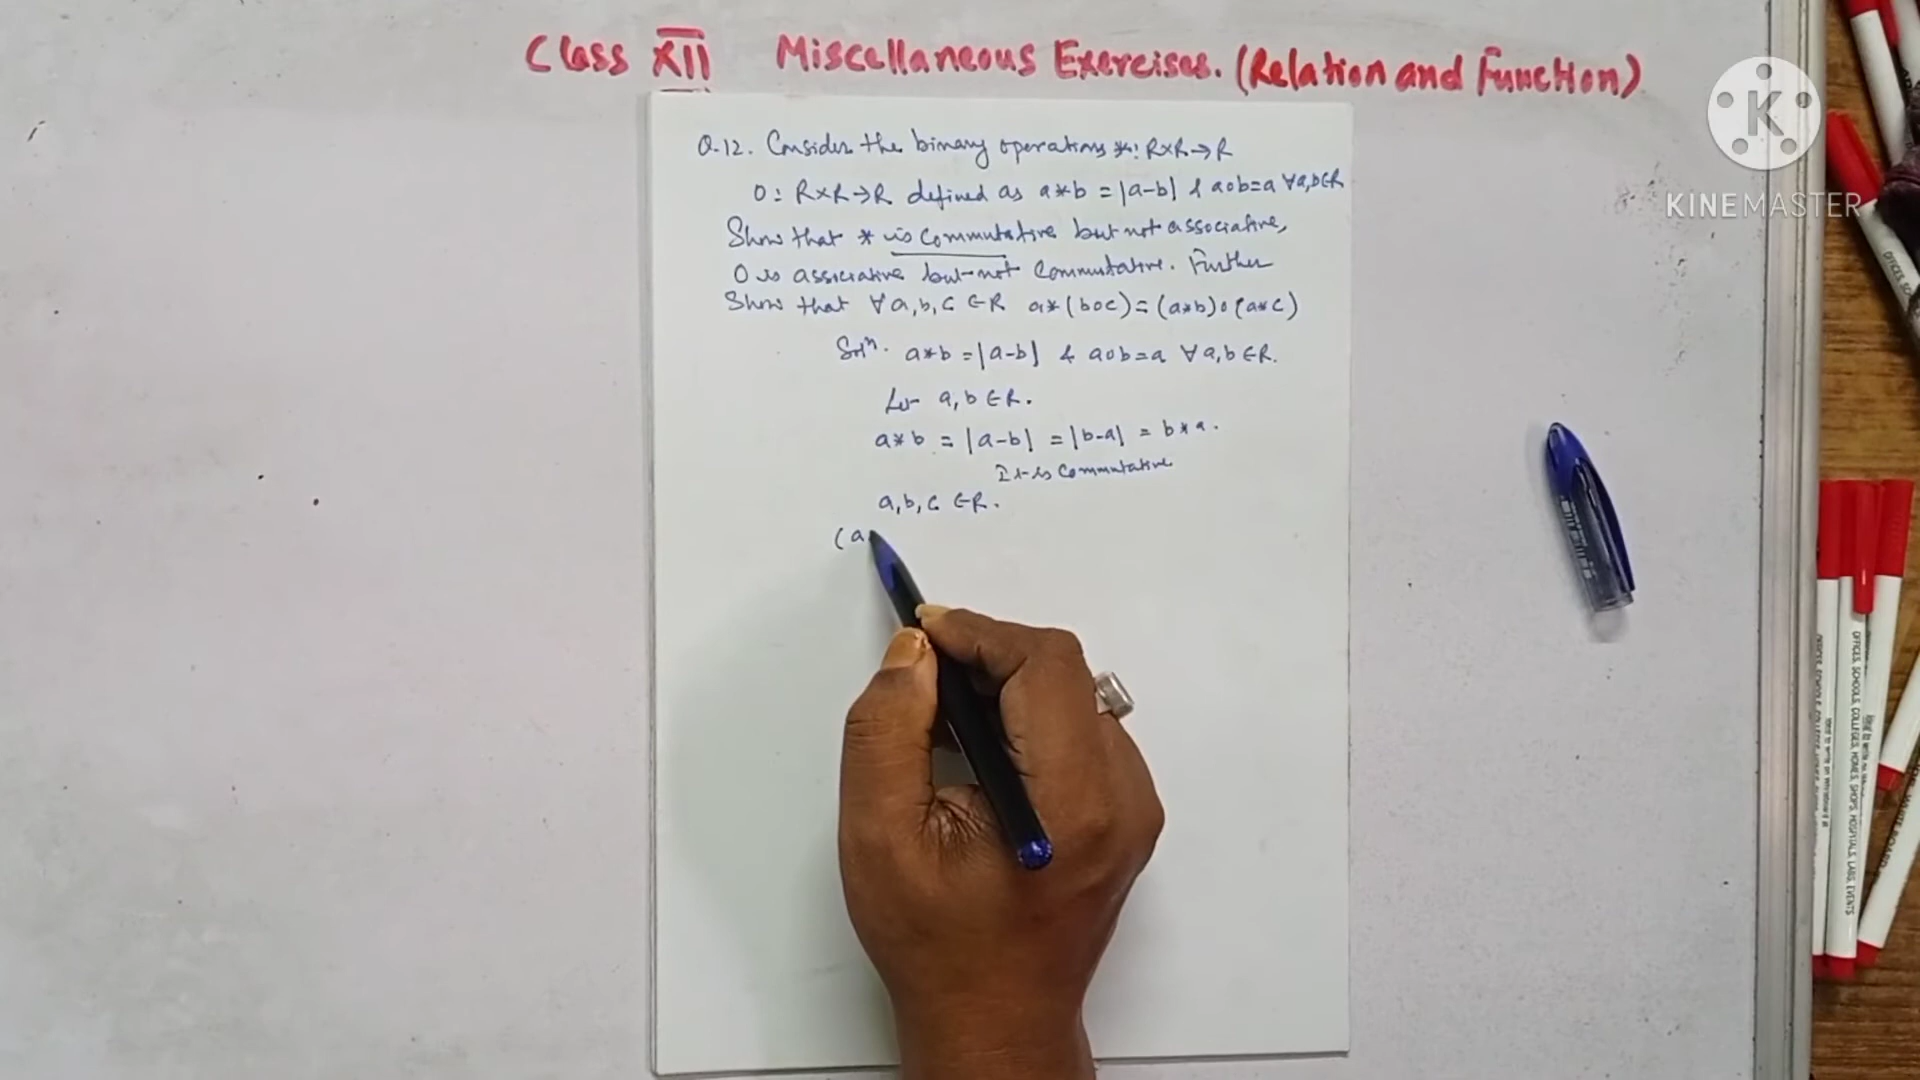 Class XII Miscellaneous Exercises. (Relation and Function)
K
KINEMASTER
Q.12. Consider the binary operations *: RxR→R
O: RxR→R defined as a*b = |a-b| & aob=a ∀a,b∈R
Show that * is commutative but not associative,
O is associative but not commutative. Further
Show that ∀a,b,c ∈R a*(boc)=(a*b)o(a*c)
Solⁿ. a*b=|a-b| & aob=a ∀a,b∈R.
Let a,b∈R.
a*b = |a-b| = |b-a| = b*a.
It is commutative
a,b,c ∈R.
(a